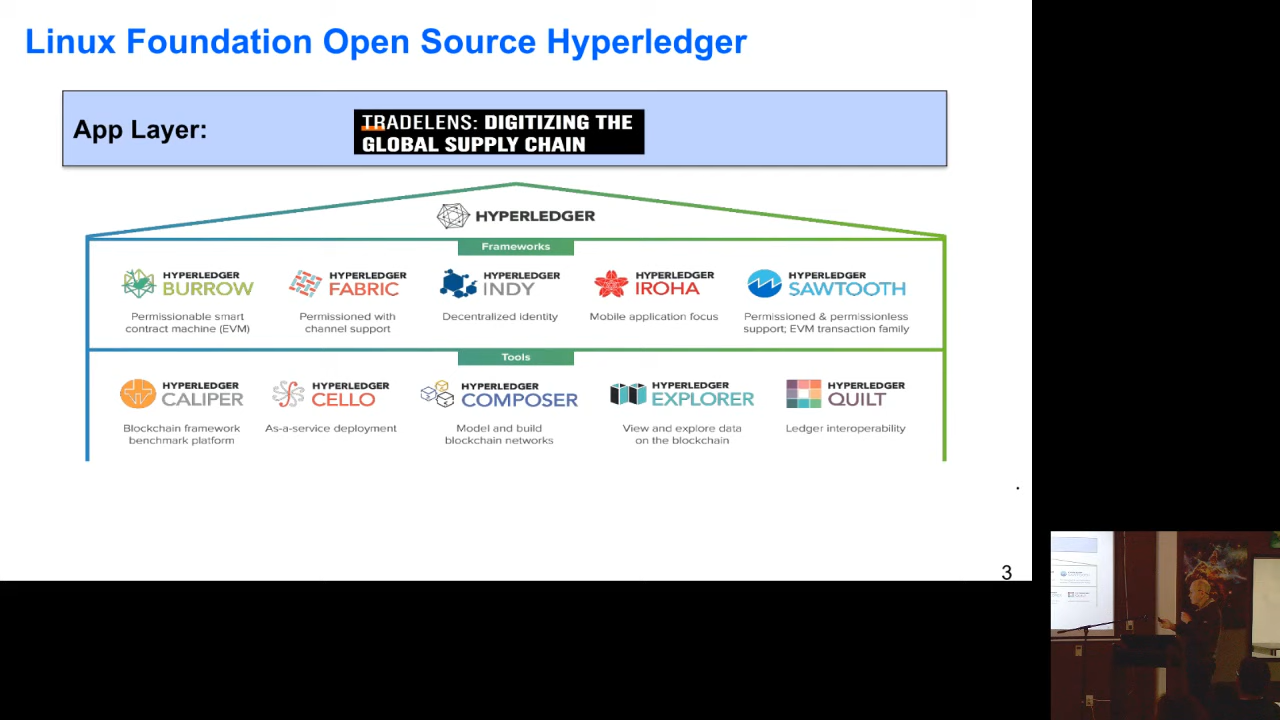 Linux Foundation Open Source Hyperledger
App Layer:
TRADELENS: DIGITIZING THE
GLOBAL SUPPLY CHAIN
HYPERLEDGER
Frameworks
HYPERLEDGER
BURROW
Permissionable smart
contract machine (EVM)
HYPERLEDGER
FABRIC
Permissioned with
channel support
HYPERLEDGER
INDY
Decentralized identity
HYPERLEDGER
IROHA
Mobile application focus
HYPERLEDGER
SAWTOOTH
Permissioned & permissionless
support; EVM transaction family
Tools
HYPERLEDGER
CALIPER
Blockchain framework
benchmark platform
HYPERLEDGER
CELLO
As-a-service deployment
HYPERLEDGER
COMPOSER
Model and build
blockchain networks
HYPERLEDGER
EXPLORER
View and explore data
on the blockchain
HYPERLEDGER
QUILT
Ledger interoperability
.
3